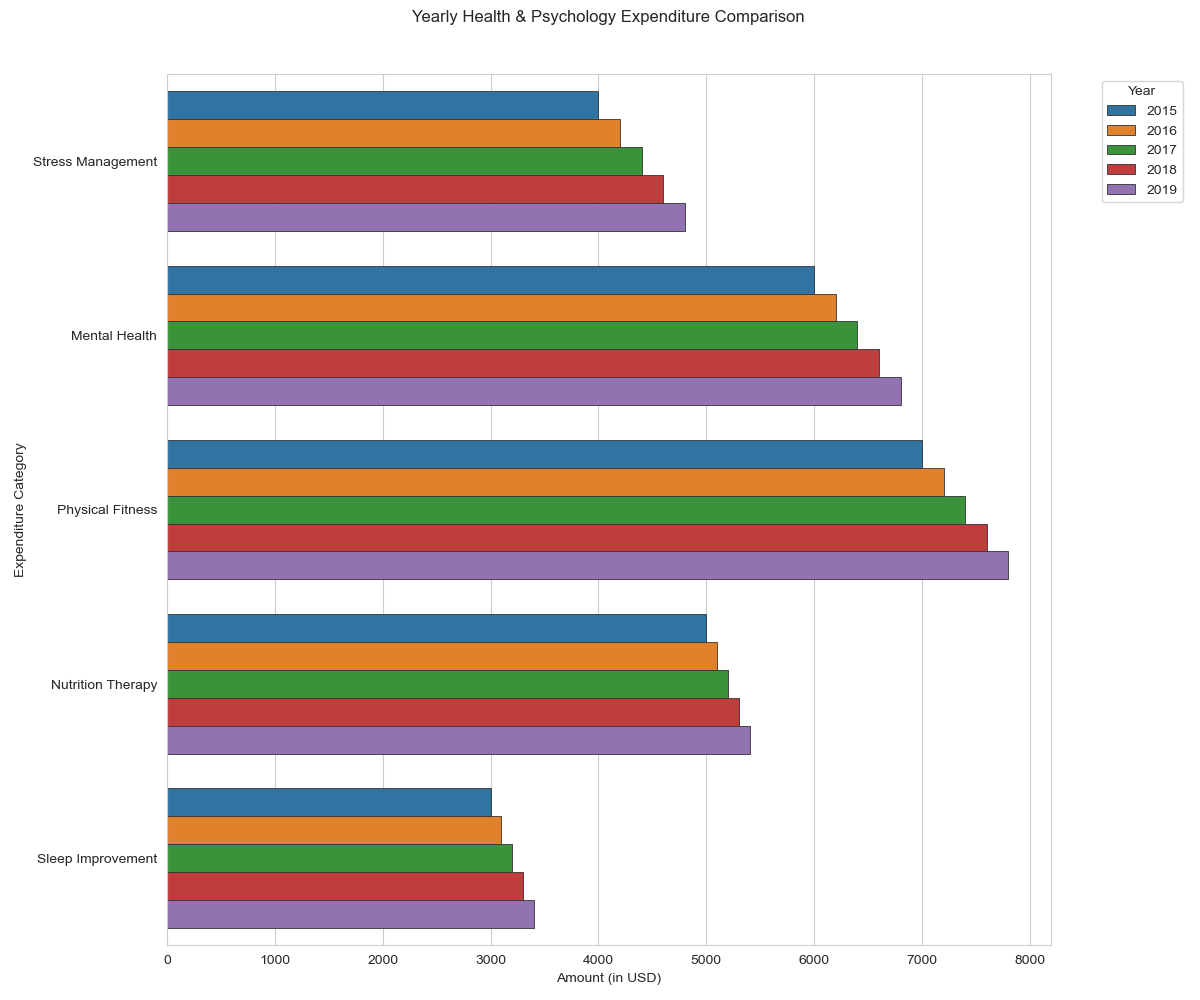 Yearly Health & Psychology Expenditure Comparison
Year
2015
2016
2017
2018
2019
Expenditure Category
Stress Management
Mental Health
Physical Fitness
Nutrition Therapy
Sleep Improvement
0 1000 2000 3000 4000 5000 6000 7000 8000
Amount (in USD)